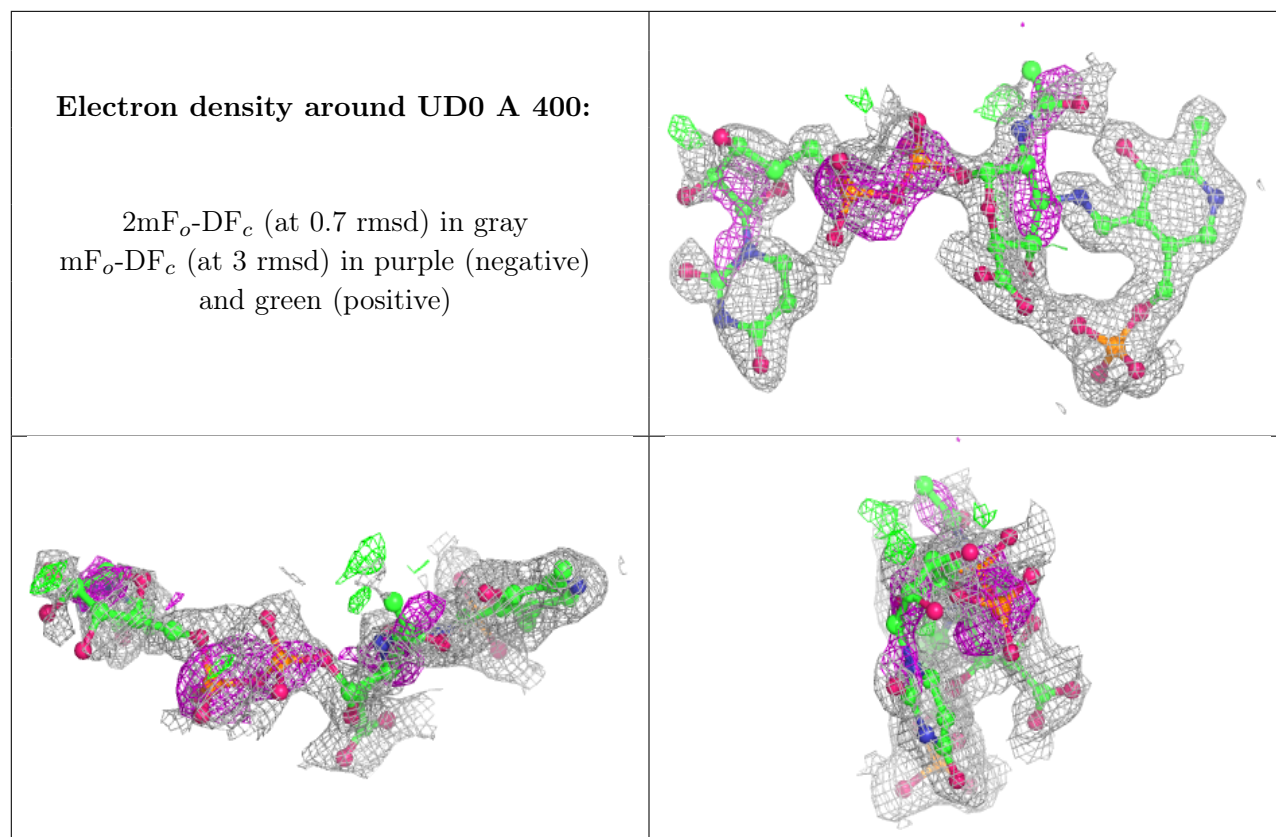 Electron density around UD0 A 400:
2mFo-DFc (at 0.7 rmsd) in gray
mFo-DFc (at 3 rmsd) in purple (negative)
and green (positive)